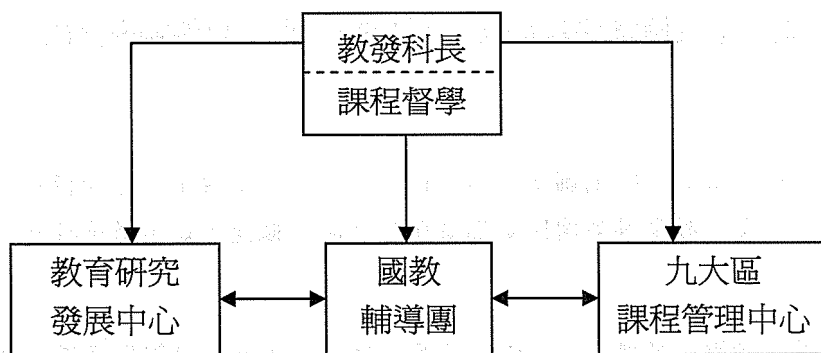 教發科長
課程督學
教育研究
發展中心
國教
輔導團
九大區
課程管理中心